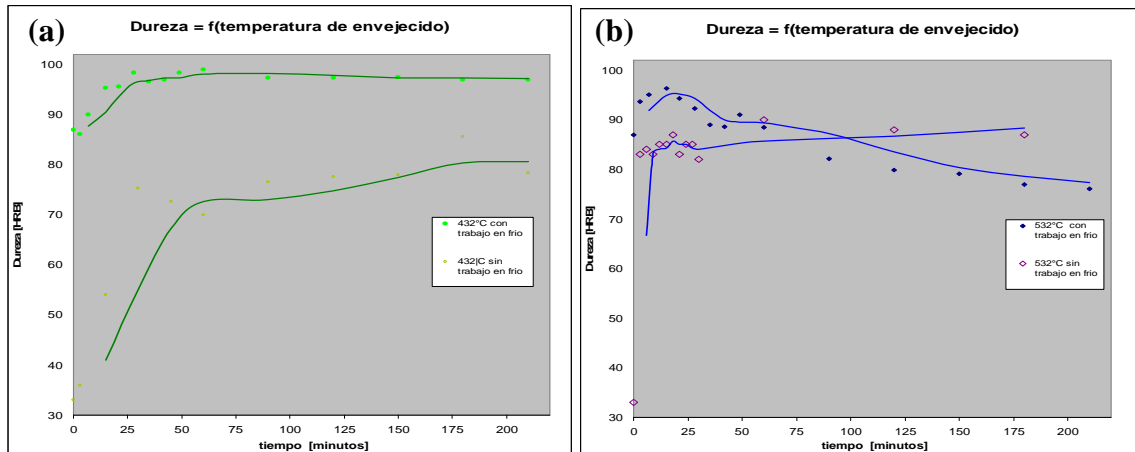 (a)
Dureza = f(temperatura de envejecido)
100
90
80
70
60
50
40
30
0
25
50
75
100
125
150
175
200
Dureza [HRB]
tiempo [minutos]
432°C con
trabajo en frio
432|C sin
trabajo en frio
(b)
Dureza = f(temperatura de envejecido)
100
90
80
70
60
50
40
30
0
25
50
75
100
125
150
175
200
Dureza [HRB]
tiempo [minutos]
532°C con
trabajo en frio
532°C sin
trabajo en frio